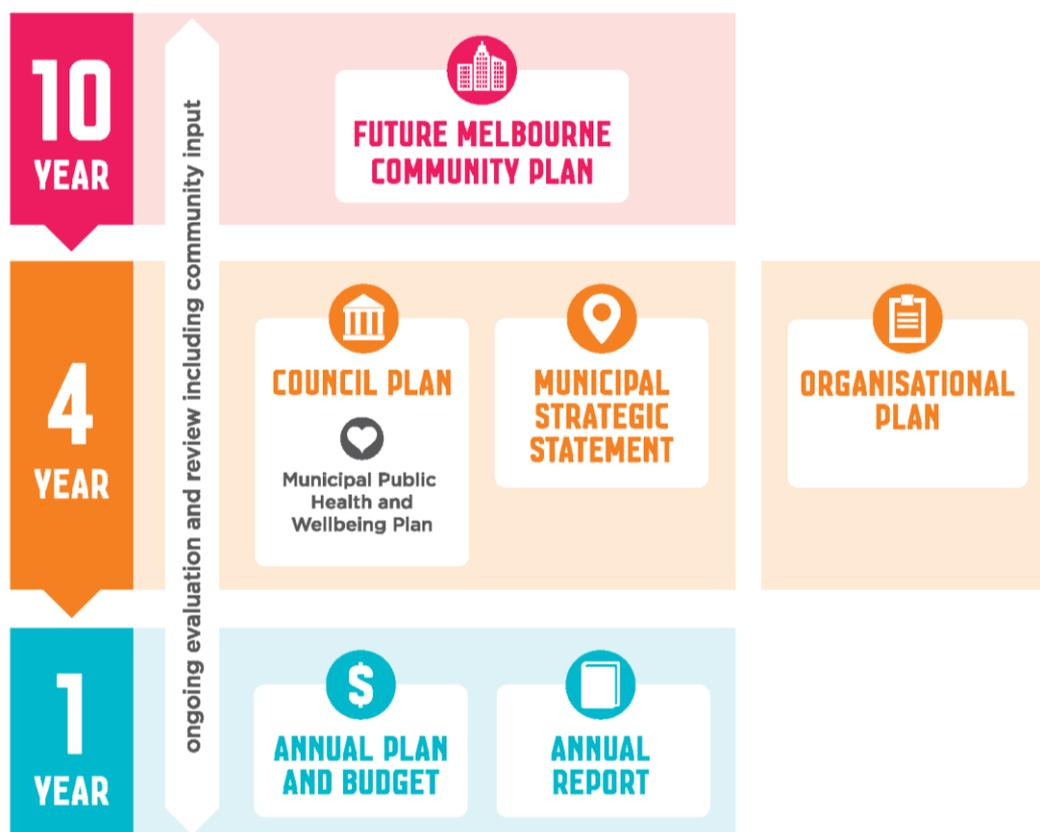 10
YEAR
ongoing evaluation and review including community input
FUTURE MELBOURNE
COMMUNITY PLAN
4
YEAR
COUNCIL PLAN
Municipal Public
Health and
Wellbeing Plan
MUNICIPAL
STRATEGIC
STATEMENT
ORGANISATIONAL
PLAN
1
YEAR
$
ANNUAL PLAN
AND BUDGET
ANNUAL
REPORT